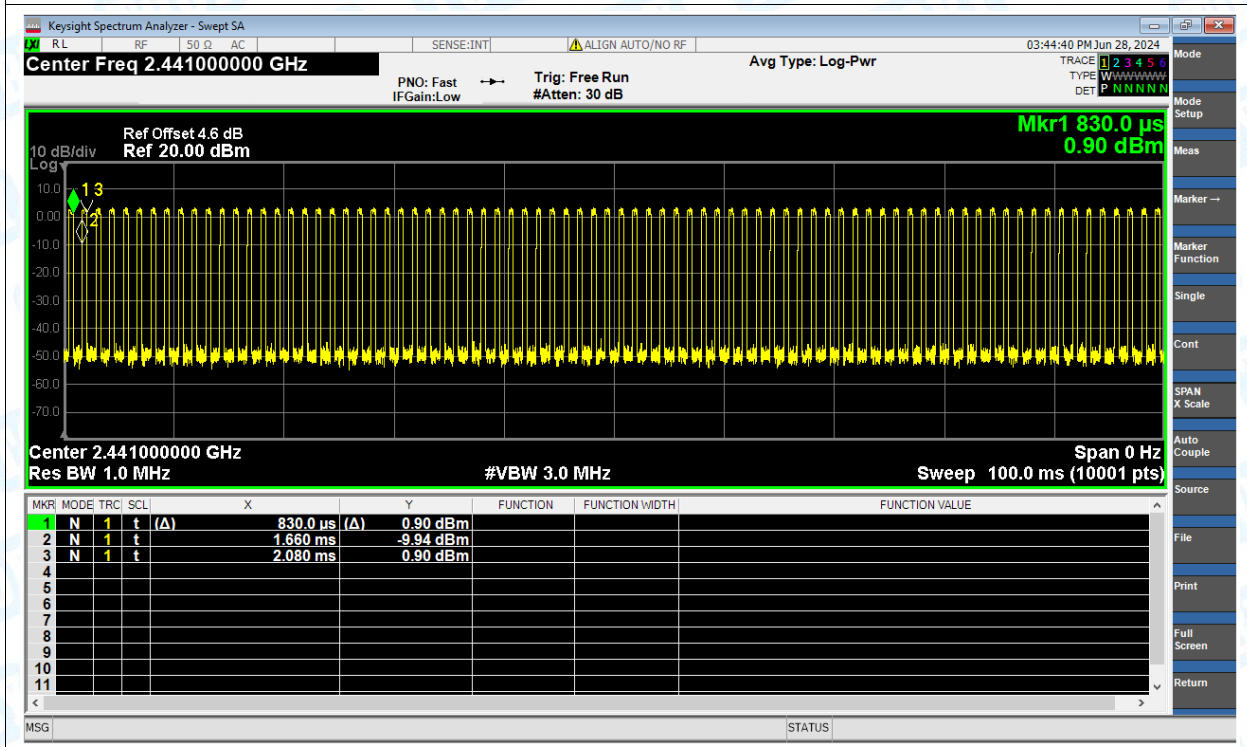 Keysight Spectrum Analyzer - Swept SA
LXI RL RF 50 Ω AC SENSE:INT ALIGN AUTO/NO RF 03:44:40 PM Jun 28, 2024
Center Freq 2.441000000 GHz
PNO: Fast
IFGain:Low
Trig: Free Run
#Atten: 30 dB
Avg Type: Log-Pwr
TRACE 1 2 3 4 5 6
TYPE WWWWWW
DET P N N N N N
Mkr1 830.0 µs
0.90 dBm
Ref Offset 4.6 dB
10 dB/div Ref 20.00 dBm
Log
1 3
2
10.0
0.00
-10.0
-20.0
-30.0
-40.0
-50.0
-60.0
-70.0
Center 2.441000000 GHz Span 0 Hz
Res BW 1.0 MHz #VBW 3.0 MHz Sweep 100.0 ms (10001 pts)
MKR MODE TRC SCL X Y FUNCTION FUNCTION WIDTH FUNCTION VALUE
1 N 1 t (Δ) 830.0 µs (Δ) 0.90 dBm
2 N 1 t 1.660 ms -9.94 dBm
3 N 1 t 2.080 ms 0.90 dBm
4
5
6
7
8
9
10
11
MSG STATUS
Mode
Mode Setup
Meas
Marker →
Marker Function
Single
Cont
SPAN X Scale
Auto Couple
Source
File
Print
Full Screen
Return